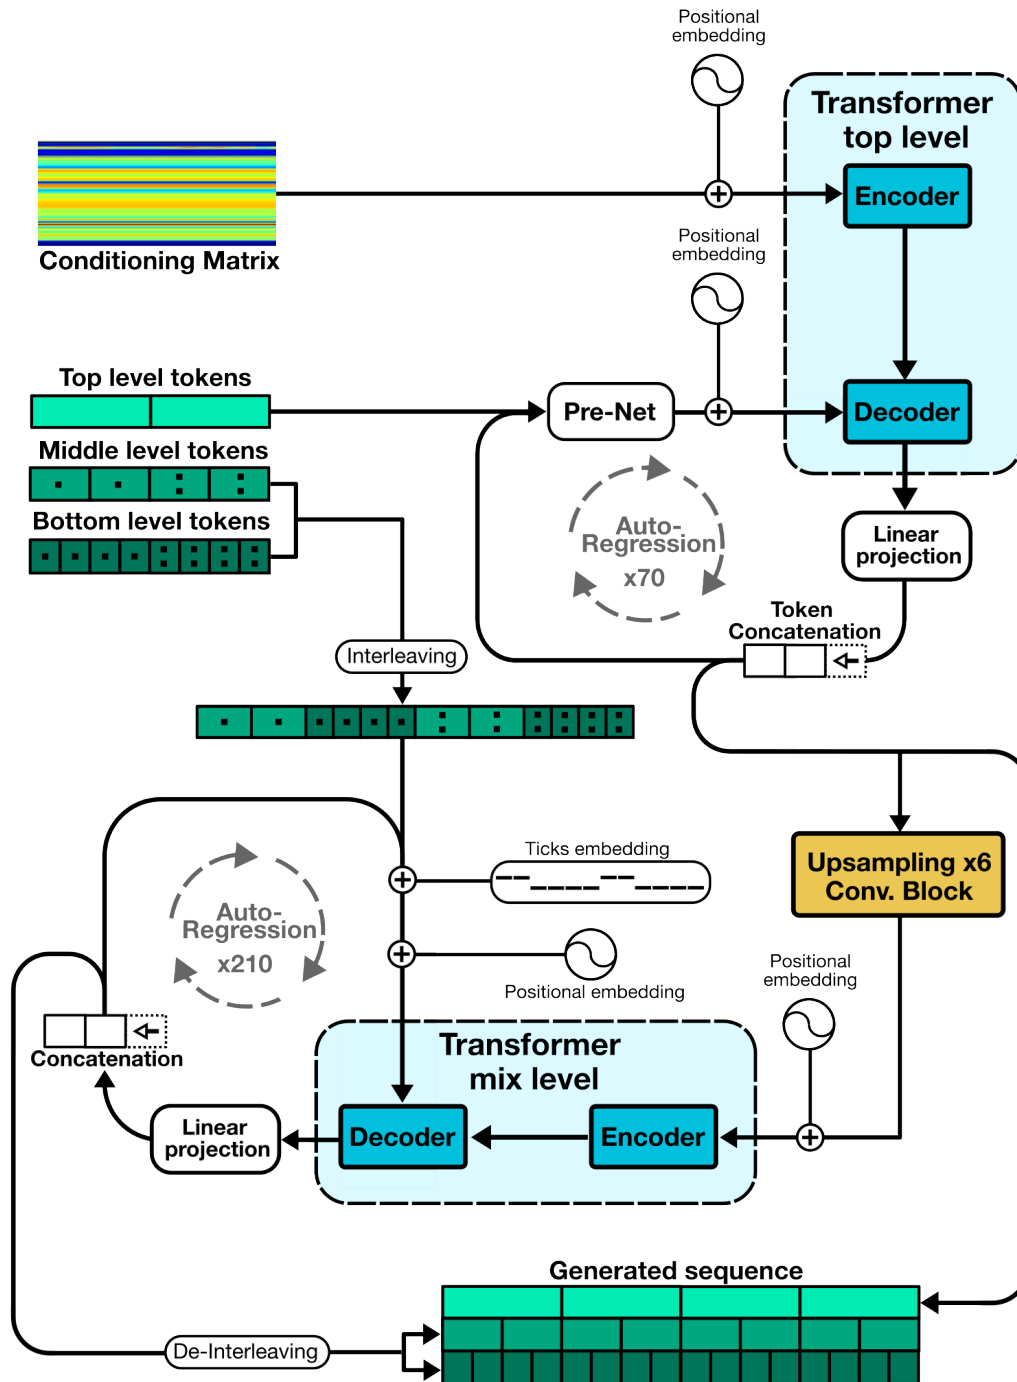 Positional
embedding
Transformer
top level
Encoder
Conditioning Matrix
Positional
embedding
Top level tokens
Pre-Net
Decoder
Middle level tokens
Bottom level tokens
Auto-
Regression
x70
Linear
projection
Token
Concatenation
Interleaving
Upsampling x6
Conv. Block
Ticks embedding
Auto-
Regression
x210
Positional embedding
Positional
embedding
Concatenation
Transformer
mix level
Linear
projection
Decoder
Encoder
Generated sequence
De-Interleaving